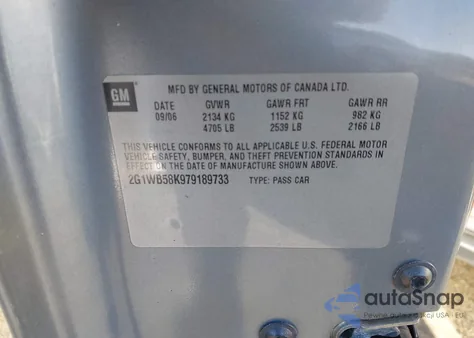 GM
MFD BY GENERAL MOTORS OF CANADA LTD.
DATE GVWR GAWR FRT GAWR RR
09/06 2134 KG 1152 KG 982 KG
4705 LB 2539 LB 2166 LB
THIS VEHICLE CONFORMS TO ALL APPLICABLE U.S. FEDERAL MOTOR
VEHICLE SAFETY, BUMPER, AND THEFT PREVENTION STANDARDS IN
EFFECT ON THE DATE OF MANUFACTURE SHOWN ABOVE.
2G1WB58K979189733 TYPE: PASS CAR
autoSnap